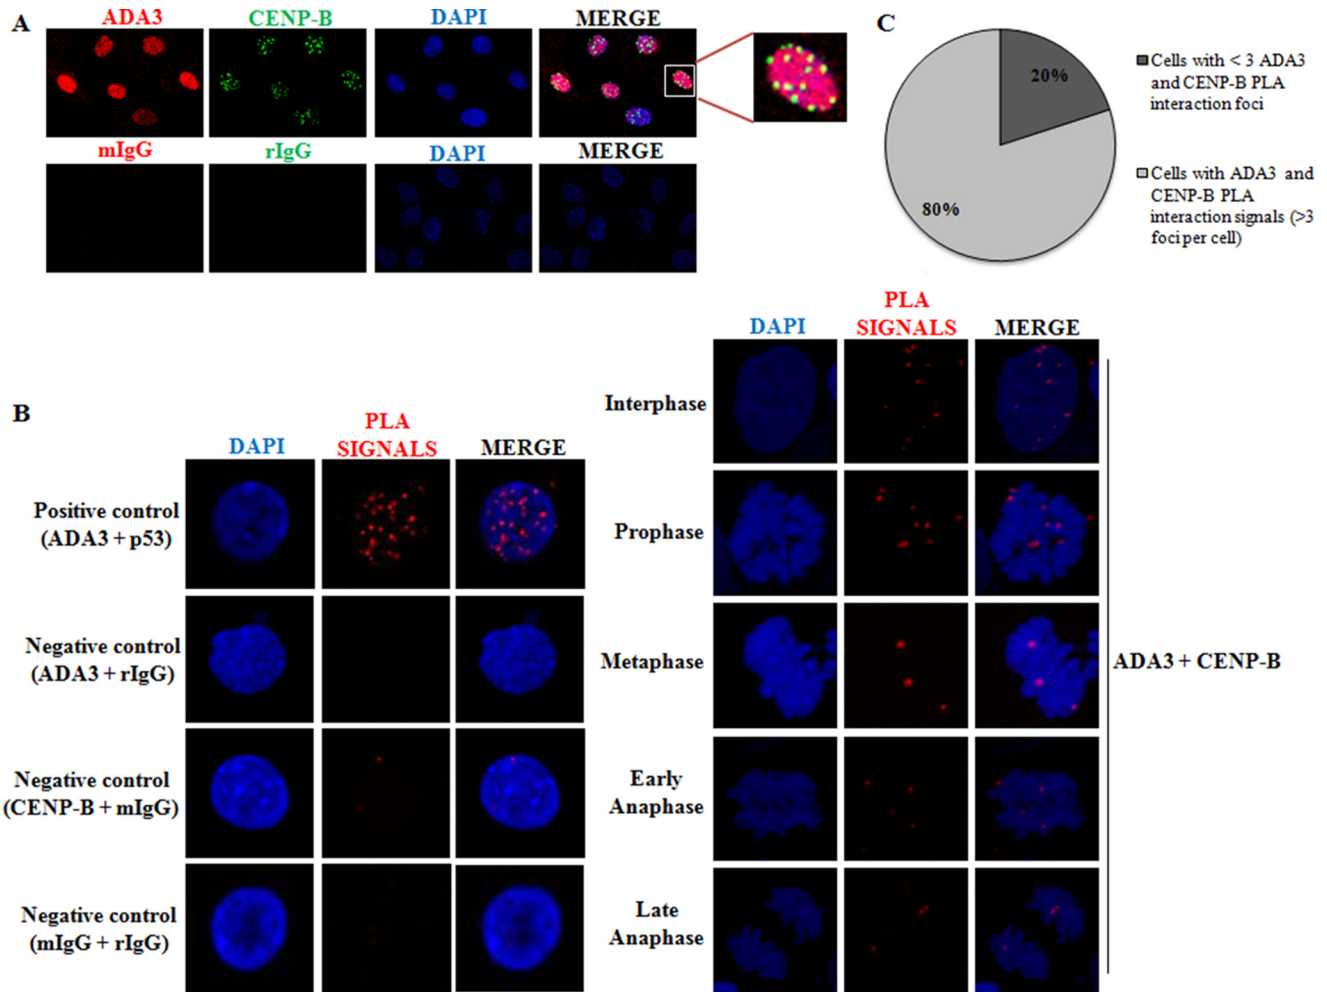 A
ADA3
CENP-B
DAPI
MERGE
mIgG
rIgG
DAPI
MERGE
C
20%
80%
Cells with < 3 ADA3
and CENP-B PLA
interaction foci
Cells with ADA3 and
CENP-B PLA
interaction signals (>3
foci per cell)
B
DAPI
PLA
SIGNALS
MERGE
Positive control
(ADA3 + p53)
Negative control
(ADA3 + rIgG)
Negative control
(CENP-B + mIgG)
Negative control
(mIgG + rIgG)
DAPI
PLA
SIGNALS
MERGE
Interphase
Prophase
Metaphase
Early
Anaphase
Late
Anaphase
ADA3 + CENP-B